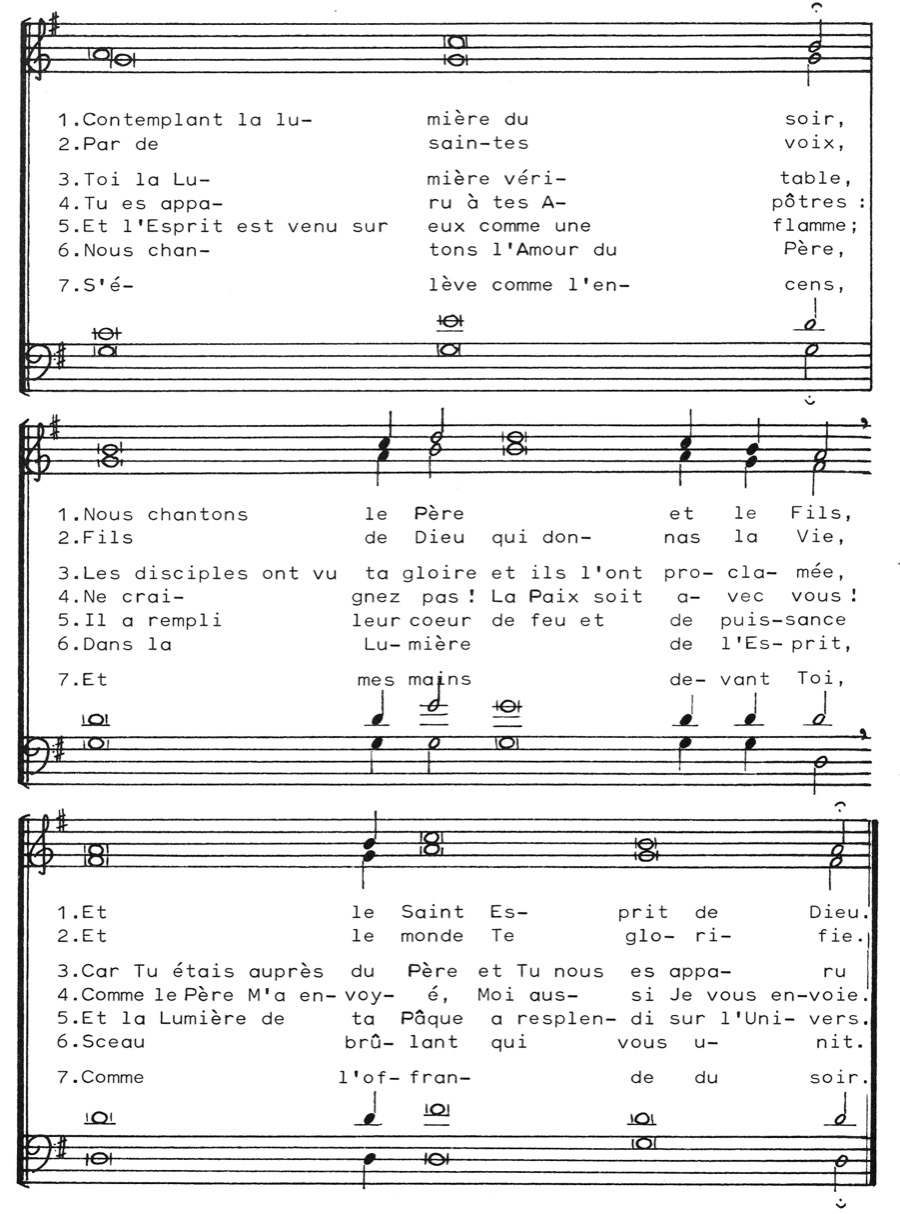 1.Contemplant la lu- mière du soir,
2.Par de sain-tes voix,
3.Toi la Lu- mière véri- table,
4.Tu es appa- ru à tes A- pôtres :
5.Et l'Esprit est venu sur eux comme une flamme;
6.Nous chan- tons l'Amour du Père,
7.S'é- lève comme l'en- cens,
1.Nous chantons le Père et le Fils,
2.Fils de Dieu qui don- nas la Vie,
3.Les disciples ont vu ta gloire et ils l'ont pro- cla- mée,
4.Ne crai- gnez pas ! La Paix soit a- vec vous !
5.Il a rempli leur coeur de feu et de puis-sance
6.Dans la Lu- mière de l'Es- prit,
7.Et mes mains de- vant Toi,
1.Et le Saint Es- prit de Dieu.
2.Et le monde Te glo- ri- fie.
3.Car Tu étais auprès du Père et Tu nous es appa- ru
4.Comme le Père M'a en- voy- é, Moi aus- si Je vous en-voie.
5.Et la Lumière de ta Pâque a resplen- di sur l'Uni- vers.
6.Sceau brû- lant qui vous u- nit.
7.Comme l'of- fran- de du soir.